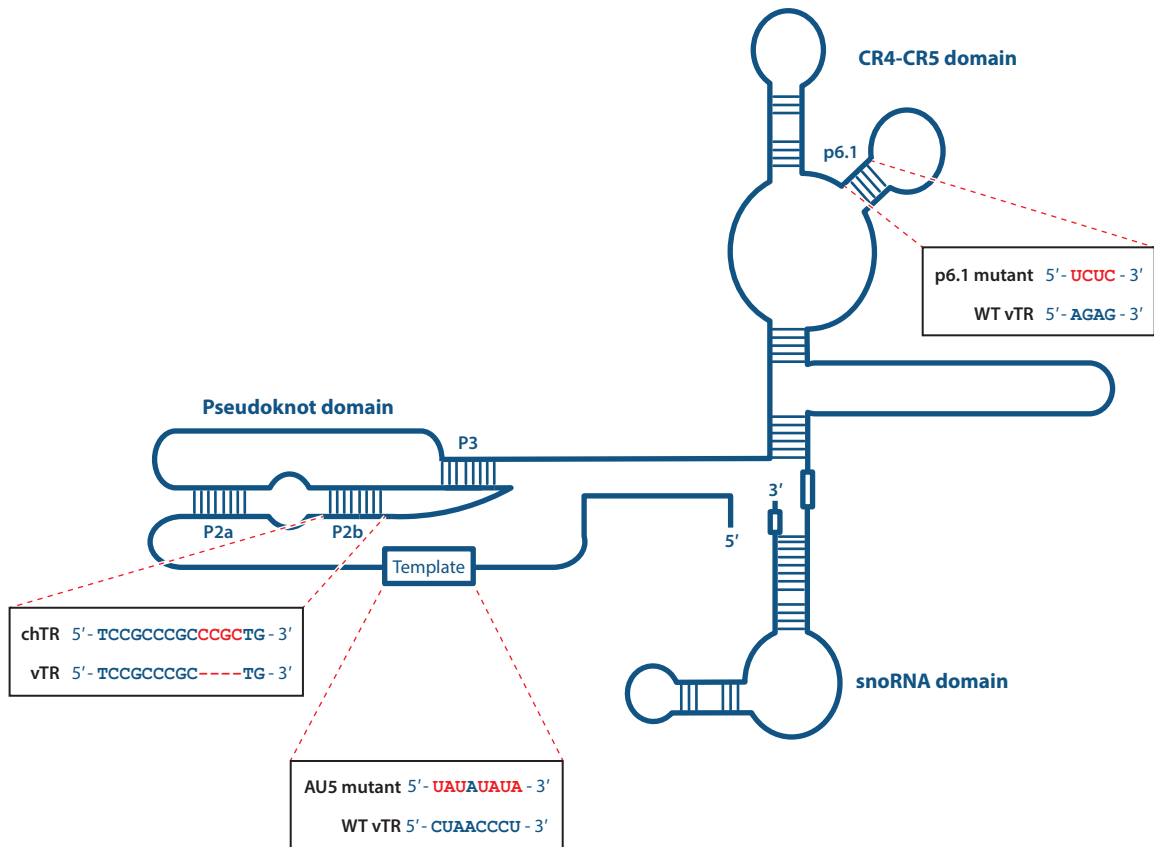 CR4-CR5 domain
p6.1
p6.1 mutant 5′- UCUC - 3′
WT vTR 5′- AGAG - 3′
Pseudoknot domain
P3
P2a
P2b
3′
5′
Template
chTR 5′- TCCGCCCGCCCGCTG - 3′
vTR 5′- TCCGCCCGC----TG - 3′
snoRNA domain
AU5 mutant 5′- UAUAUAUA - 3′
WT vTR 5′- CUAACCCU - 3′